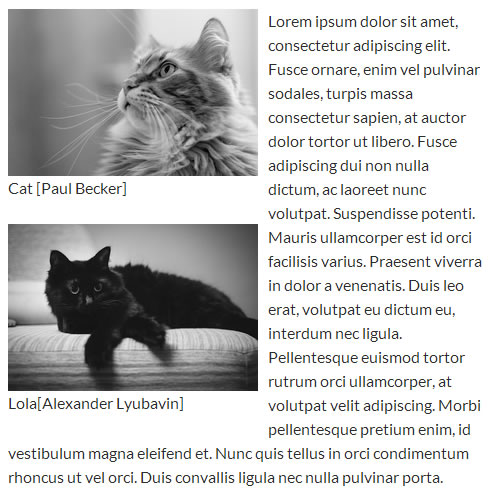 Cat [Paul Becker]
Lola[Alexander Lyubavin]
Lorem ipsum dolor sit amet,
consectetur adipiscing elit.
Fusce ornare, enim vel pulvinar
sodales, turpis massa
consectetur sapien, at auctor
dolor tortor ut libero. Fusce
adipiscing dui non nulla
dictum, ac laoreet nunc
volutpat. Suspendisse potenti.
Mauris ullamcorper est id orci
facilisis varius. Praesent viverra
in dolor a venenatis. Duis leo
erat, volutpat eu dictum eu,
interdum nec ligula.
Pellentesque euismod tortor
rutrum orci ullamcorper, at
volutpat velit adipiscing. Morbi
pellentesque pretium enim, id
vestibulum magna eleifend et. Nunc quis tellus in orci condimentum
rhoncus ut vel orci. Duis convallis ligula nec nulla pulvinar porta.